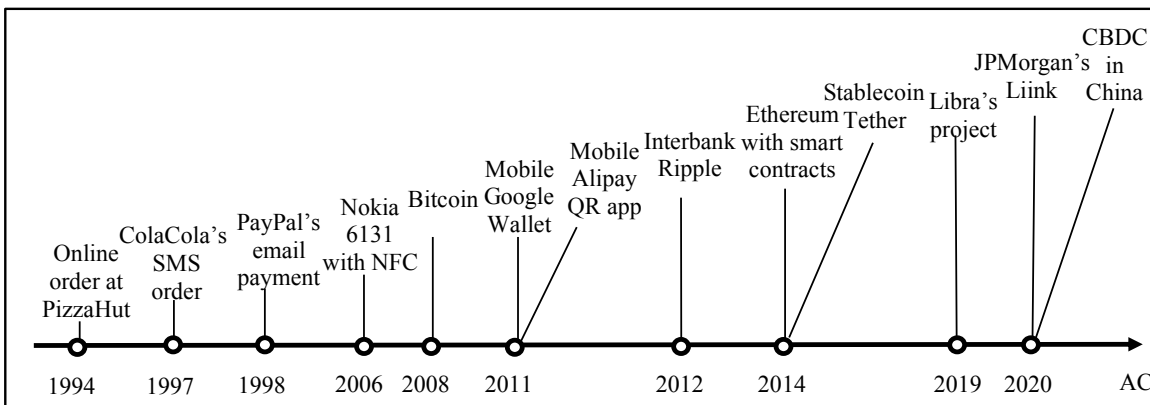 Online
order at
PizzaHut
ColaCola’s
SMS
order
PayPal’s
email
payment
Nokia
6131
with NFC
Bitcoin
Mobile
Google
Wallet
Mobile
Alipay
QR app
Interbank
Ripple
Ethereum
with smart
contracts
Stablecoin
Tether
Libra’s
project
JPMorgan’s
Liink
CBDC
in
China
1994
1997
1998
2006
2008
2011
2012
2014
2019
2020
AC